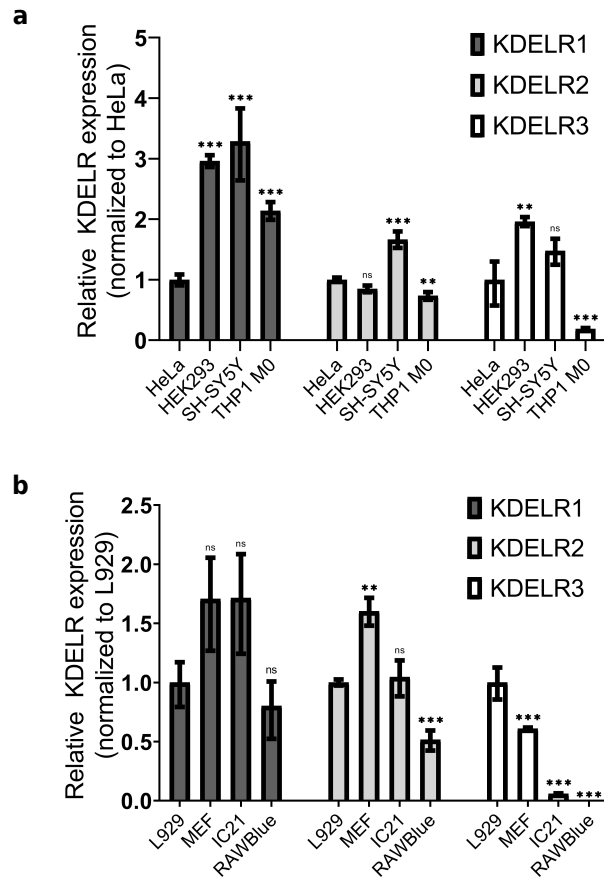 a
Relative KDELR expression
(normalized to HeLa)
5
4
3
2
1
0
KDELR1
KDELR2
KDELR3
***
***
***
ns
***
**
**
ns
***
HeLa
HEK293
SH-SY5Y
THP1 M0
HeLa
HEK293
SH-SY5Y
THP1 M0
HeLa
HEK293
SH-SY5Y
THP1 M0
b
Relative KDELR expression
(normalized to L929)
2.5
2.0
1.5
1.0
0.5
0.0
KDELR1
KDELR2
KDELR3
ns
ns
ns
**
ns
***
***
***
***
L929
MEF
IC21
RAWBlue
L929
MEF
IC21
RAWBlue
L929
MEF
IC21
RAWBlue